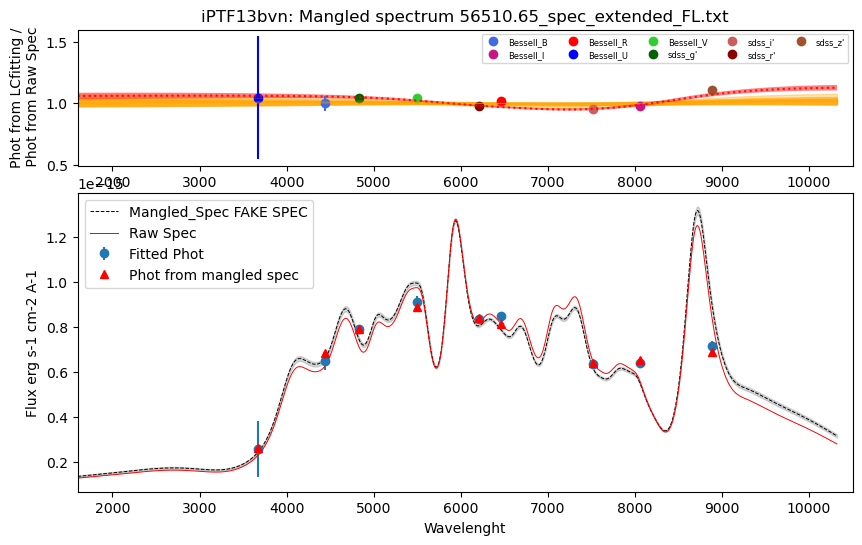 iPTF13bvn: Mangled spectrum 56510.65_spec_extended_FL.txt
Phot from LCfitting /
Phot from Raw Spec
1.5
1.0
0.5
Bessell_B
Bessell_R
Bessell_V
sdss_i'
sdss_z'
Bessell_I
Bessell_U
sdss_g'
sdss_r'
2000 3000 4000 5000 6000 7000 8000 9000 10000
1e−15
Mangled_Spec FAKE SPEC
Raw Spec
Fitted Phot
Phot from mangled spec
Flux erg s-1 cm-2 A-1
1.2
1.0
0.8
0.6
0.4
0.2
2000 3000 4000 5000 6000 7000 8000 9000 10000
Wavelenght